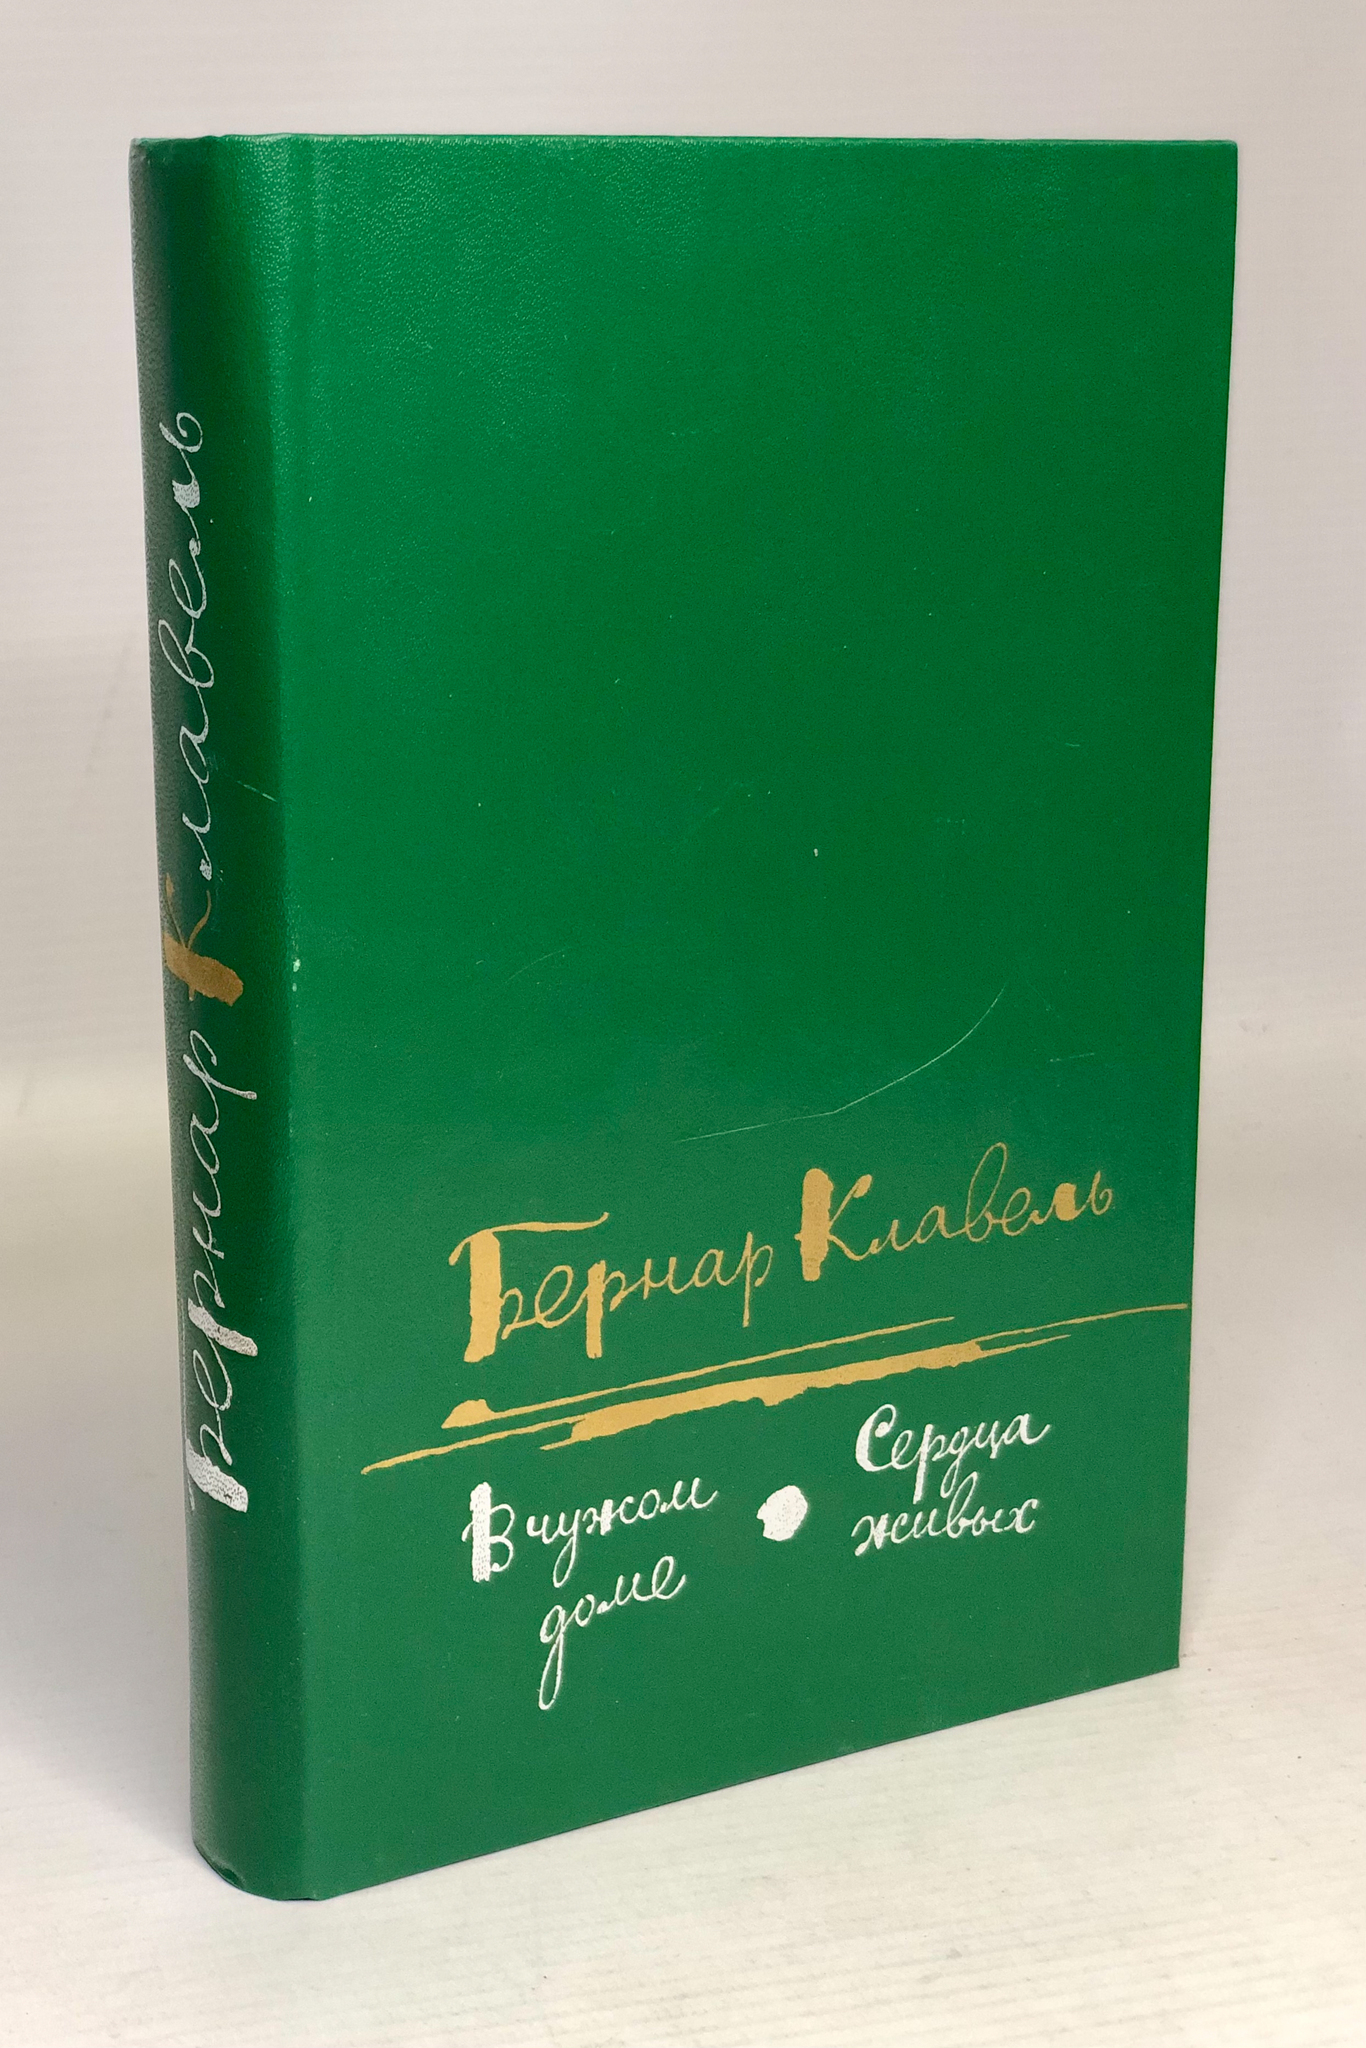 Бернар Клавель
Бернар Клавель
В чужом
доме
Сердца
живых